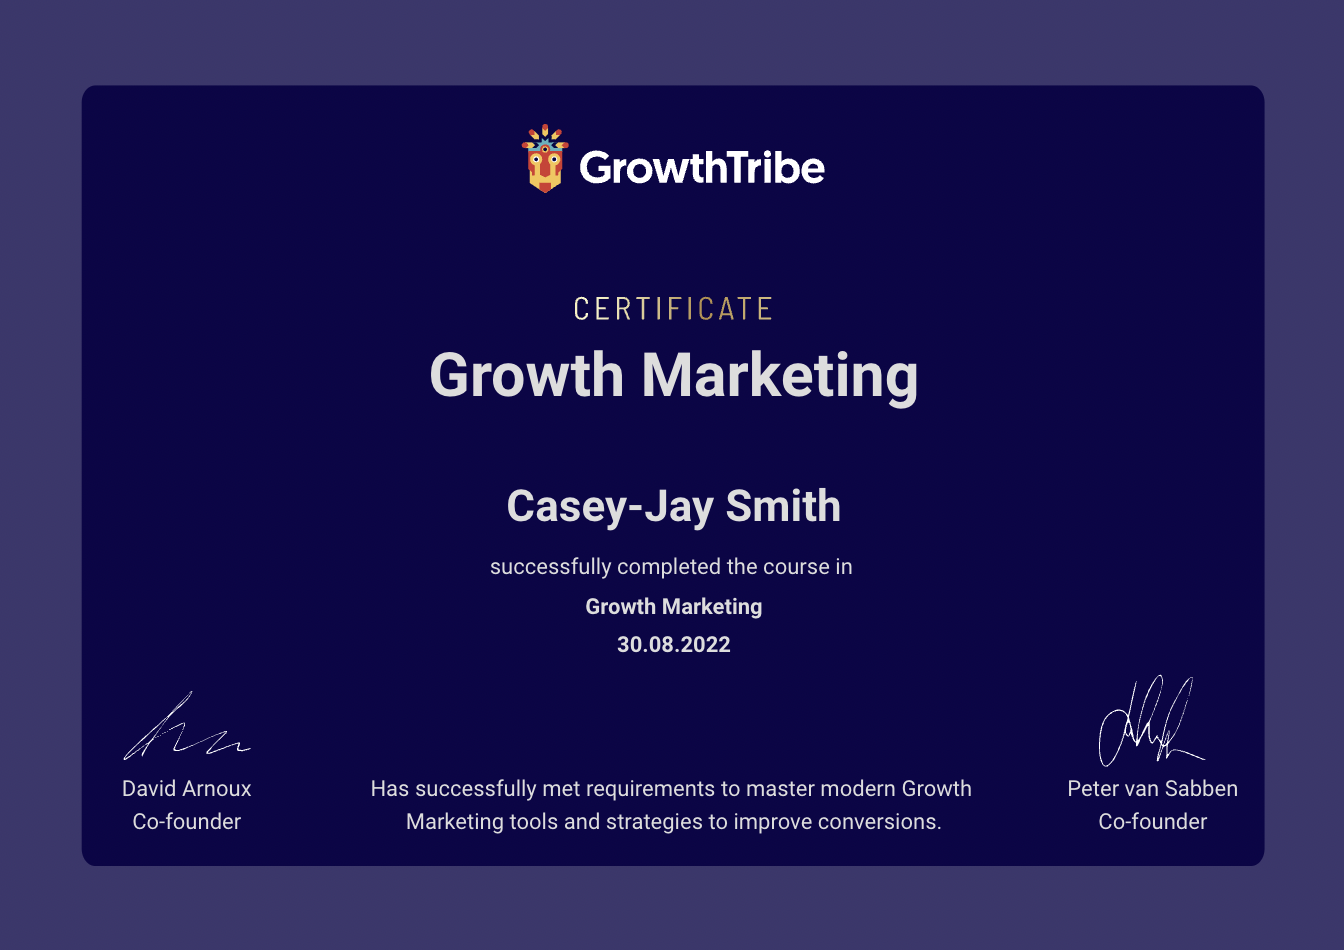 GrowthTribe
CERTIFICATE
Growth Marketing
Casey-Jay Smith
successfully completed the course in
Growth Marketing
30.08.2022
David Arnoux
Co-founder
Has successfully met requirements to master modern Growth
Marketing tools and strategies to improve conversions.
Peter van Sabben
Co-founder